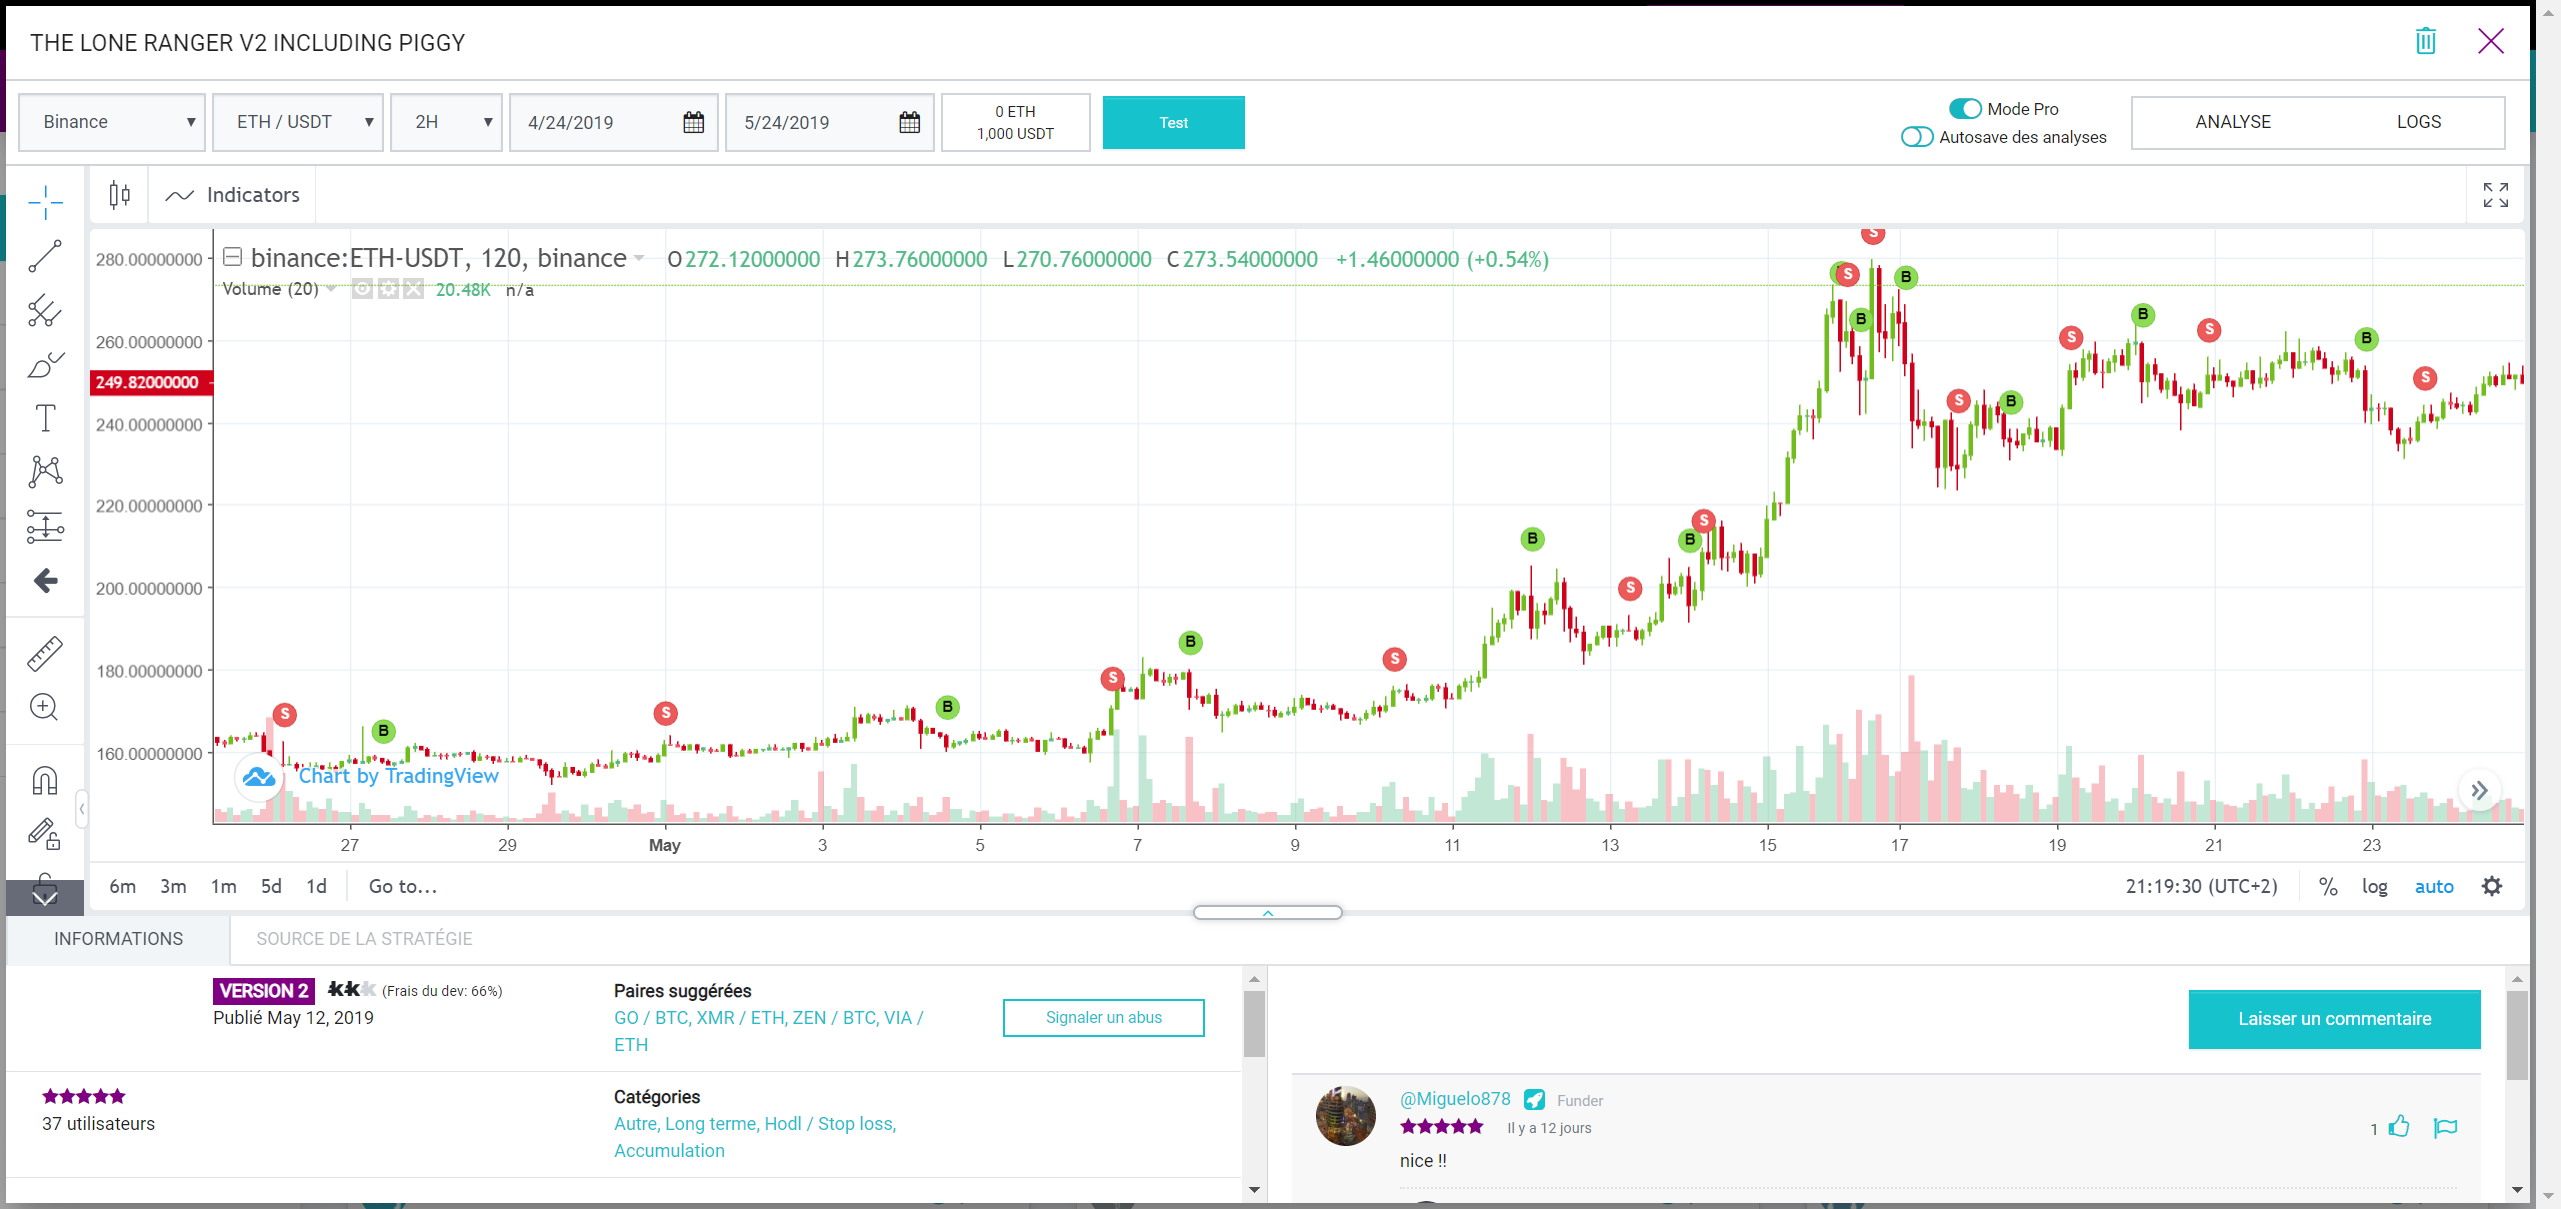 THE LONE RANGER V2 INCLUDING PIGGY
Binance
ETH / USDT
2H
4/24/2019
5/24/2019
0 ETH
1,000 USDT
Test
Mode Pro
Autosave des analyses
ANALYSE
LOGS
Indicators
binance:ETH-USDT, 120, binance O272.12000000 H273.76000000 L270.76000000 C273.54000000 +1.46000000 (+0.54%)
Volume (20) 20.48K n/a
280.00000000
260.00000000
249.82000000
240.00000000
220.00000000
200.00000000
180.00000000
160.00000000
S
B
S
B
S
B
S
B
S
B
S
B
S
B
S
B
S
B
S
B
S
B
S
Chart by TradingView
27 29 May 3 5 7 9 11 13 15 17 19 21 23
6m 3m 1m 5d 1d Go to...
21:19:30 (UTC+2) % log auto
INFORMATIONS
SOURCE DE LA STRATÉGIE
VERSION 2 kkk (Frais du dev: 66%)
Publié May 12, 2019
Paires suggérées
GO / BTC, XMR / ETH, ZEN / BTC, VIA /
ETH
Signaler un abus
37 utilisateurs
Catégories
Autre, Long terme, Hodl / Stop loss,
Accumulation
Laisser un commentaire
@Miguelo878 Funder
Il y a 12 jours
1
nice !!